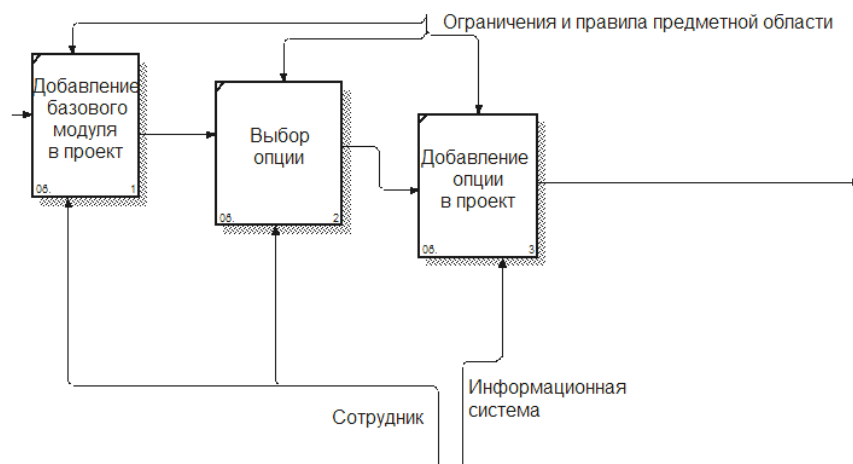 Ограничения и правила предметной области
Добавление
базового
модуля
в проект
0б. 1
Выбор
опции
0б. 2
Добавление
опции
в проект
0б. 3
Информационная
система
Сотрудник